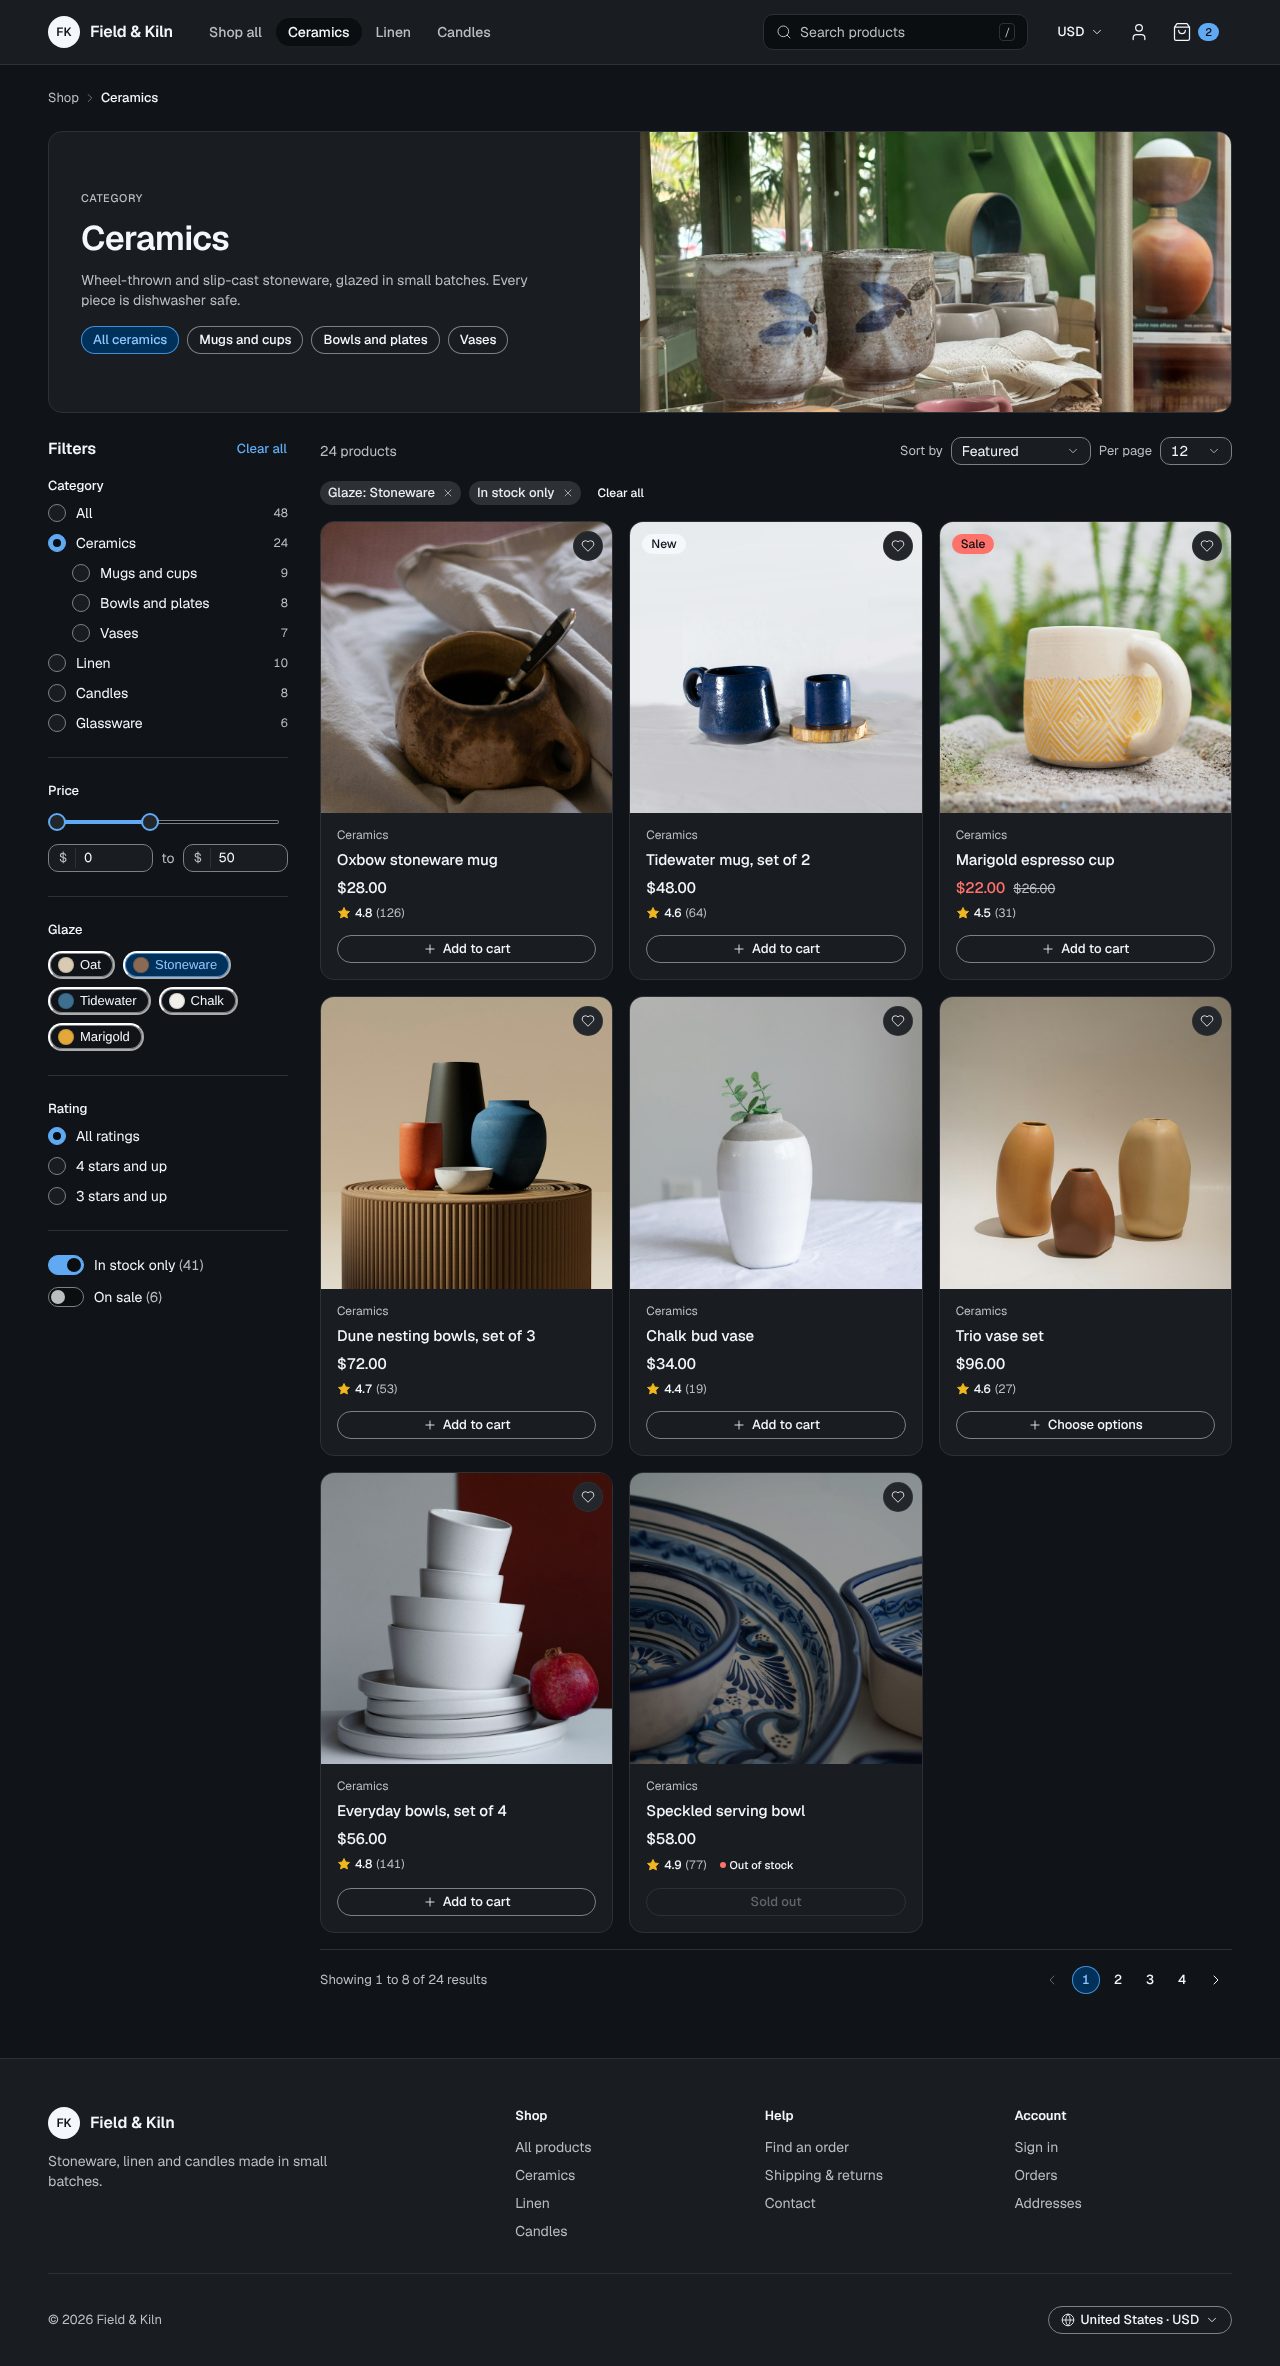 FK Field & Kiln Shop all Ceramics Linen Candles Search products / USD 2
Shop Ceramics
CATEGORY
Ceramics
Wheel-thrown and slip-cast stoneware, glazed in small batches. Every
piece is dishwasher safe.
All ceramics Mugs and cups Bowls and plates Vases
Filters Clear all
Category
All 48
Ceramics 24
Mugs and cups 9
Bowls and plates 8
Vases 7
Linen 10
Candles 8
Glassware 6
Price
$ 0 to $ 50
Glaze
Oat Stoneware
Tidewater Chalk
Marigold
Rating
All ratings
4 stars and up
3 stars and up
In stock only (41)
On sale (6)
24 products Sort by Featured Per page 12
Glaze: Stoneware In stock only Clear all
Ceramics
Oxbow stoneware mug
$28.00
4.8 (126)
Add to cart
New
Ceramics
Tidewater mug, set of 2
$48.00
4.6 (64)
Add to cart
Sale
Ceramics
Marigold espresso cup
$22.00 $26.00
4.5 (31)
Add to cart
Ceramics
Dune nesting bowls, set of 3
$72.00
4.7 (53)
Add to cart
Ceramics
Chalk bud vase
$34.00
4.4 (19)
Add to cart
Ceramics
Trio vase set
$96.00
4.6 (27)
Choose options
Ceramics
Everyday bowls, set of 4
$56.00
4.8 (141)
Add to cart
Ceramics
Speckled serving bowl
$58.00
4.9 (77) Out of stock
Sold out
Showing 1 to 8 of 24 results 1 2 3 4
FK Field & Kiln
Stoneware, linen and candles made in small
batches.
Shop
All products
Ceramics
Linen
Candles
Help
Find an order
Shipping & returns
Contact
Account
Sign in
Orders
Addresses
© 2026 Field & Kiln United States · USD